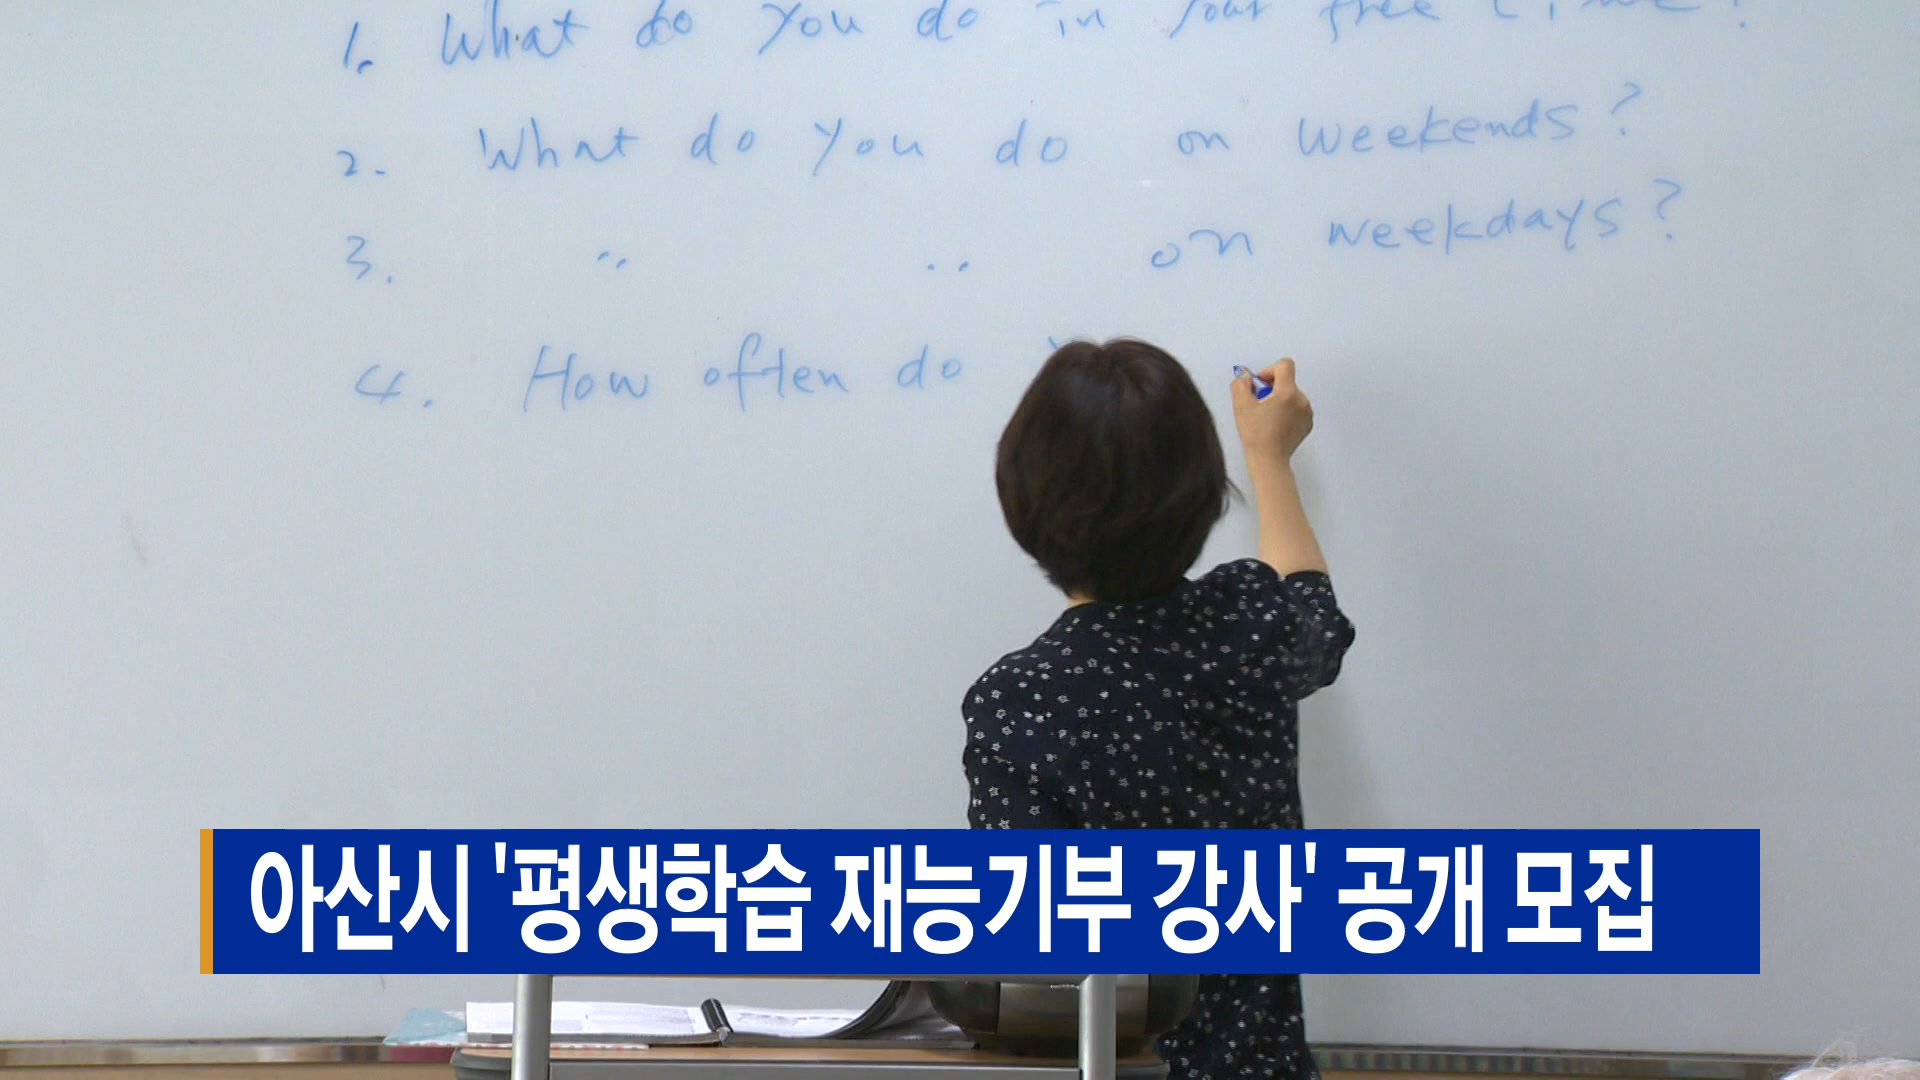 1. What do you do in your free time?
2. What do you do on weekends?
3. " " on weekdays?
4. How often do
아산시 '평생학습 재능기부 강사' 공개 모집